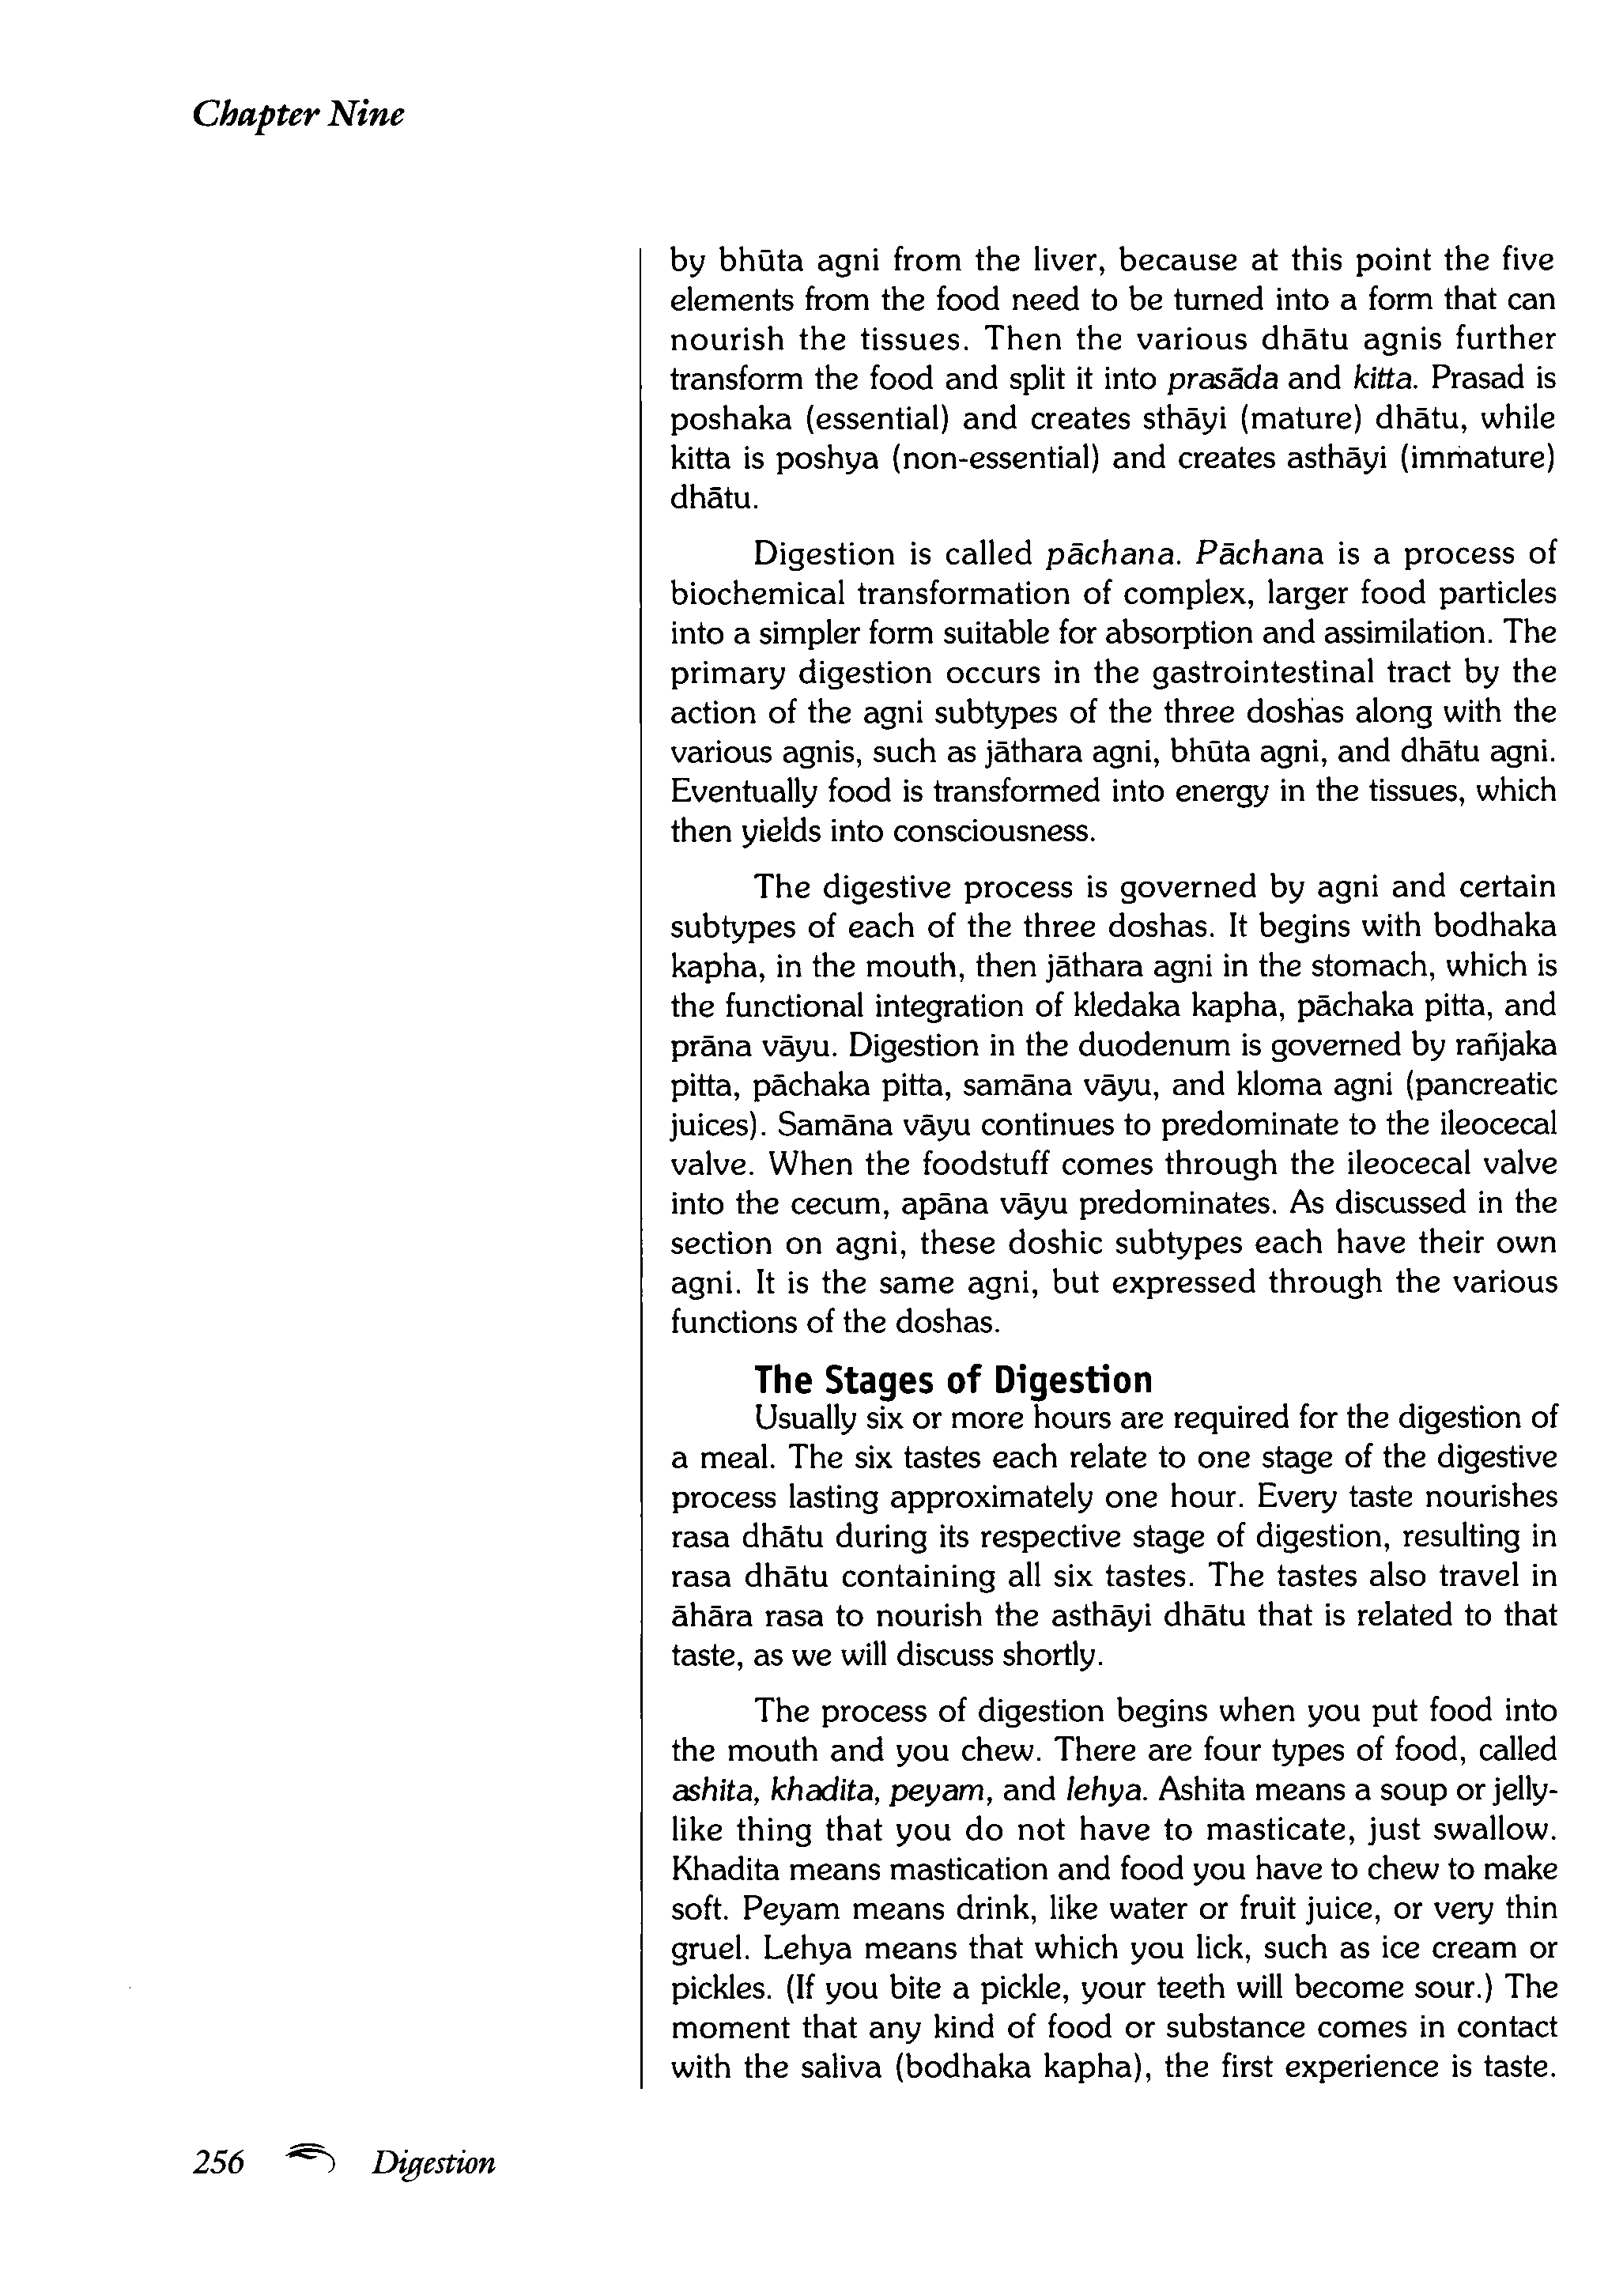 Chapter Nine
by bhūta agni from the liver, because at this point the five
elements from the food need to be turned into a form that can
nourish the tissues. Then the various dhātu agnis further
transform the food and split it into prasāda and kitta. Prasad is
poshaka (essential) and creates sthāyi (mature) dhātu, while
kitta is poshya (non-essential) and creates asthāyi (immature)
dhātu.
Digestion is called pāchana. Pāchana is a process of
biochemical transformation of complex, larger food particles
into a simpler form suitable for absorption and assimilation. The
primary digestion occurs in the gastrointestinal tract by the
action of the agni subtypes of the three doshas along with the
various agnis, such as jāthara agni, bhūta agni, and dhātu agni.
Eventually food is transformed into energy in the tissues, which
then yields into consciousness.
The digestive process is governed by agni and certain
subtypes of each of the three doshas. It begins with bodhaka
kapha, in the mouth, then jāthara agni in the stomach, which is
the functional integration of kledaka kapha, pāchaka pitta, and
prāna vāyu. Digestion in the duodenum is governed by rañjaka
pitta, pāchaka pitta, samāna vāyu, and kloma agni (pancreatic
juices). Samāna vāyu continues to predominate to the ileocecal
valve. When the foodstuff comes through the ileocecal valve
into the cecum, apāna vāyu predominates. As discussed in the
section on agni, these doshic subtypes each have their own
agni. It is the same agni, but expressed through the various
functions of the doshas.
The Stages of Digestion
Usually six or more hours are required for the digestion of
a meal. The six tastes each relate to one stage of the digestive
process lasting approximately one hour. Every taste nourishes
rasa dhātu during its respective stage of digestion, resulting in
rasa dhātu containing all six tastes. The tastes also travel in
āhāra rasa to nourish the asthāyi dhātu that is related to that
taste, as we will discuss shortly.
The process of digestion begins when you put food into
the mouth and you chew. There are four types of food, called
ashita, khadita, peyam, and lehya. Ashita means a soup or jelly-
like thing that you do not have to masticate, just swallow.
Khadita means mastication and food you have to chew to make
soft. Peyam means drink, like water or fruit juice, or very thin
gruel. Lehya means that which you lick, such as ice cream or
pickles. (If you bite a pickle, your teeth will become sour.) The
moment that any kind of food or substance comes in contact
with the saliva (bodhaka kapha), the first experience is taste.
256 Digestion